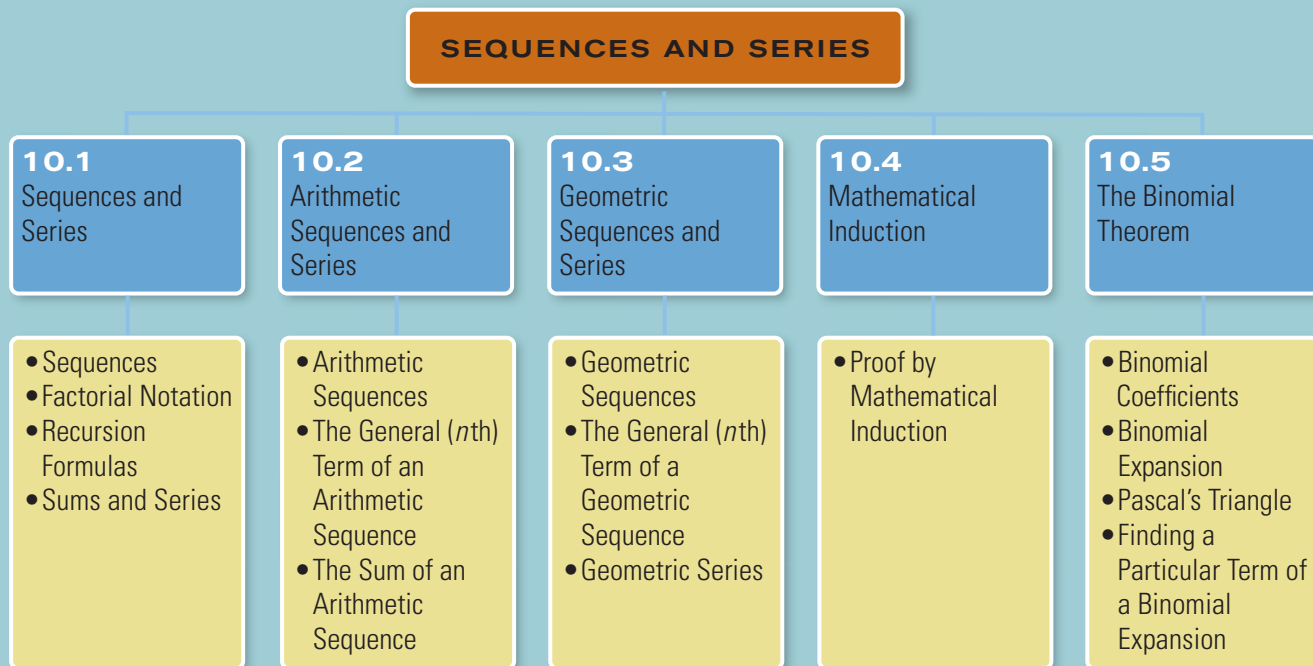 SEQUENCES AND SERIES
10.1
Sequences and
Series
10.2
Arithmetic
Sequences and
Series
10.3
Geometric
Sequences and
Series
10.4
Mathematical
Induction
10.5
The Binomial
Theorem
• Sequences
• Factorial Notation
• Recursion
Formulas
• Sums and Series
• Arithmetic
Sequences
• The General (nth)
Term of an
Arithmetic
Sequence
• The Sum of an
Arithmetic
Sequence
• Geometric
Sequences
• The General (nth)
Term of a
Geometric
Sequence
• Geometric Series
• Proof by
Mathematical
Induction
• Binomial
Coefficients
• Binomial
Expansion
• Pascal’s Triangle
• Finding a
Particular Term of
a Binomial
Expansion